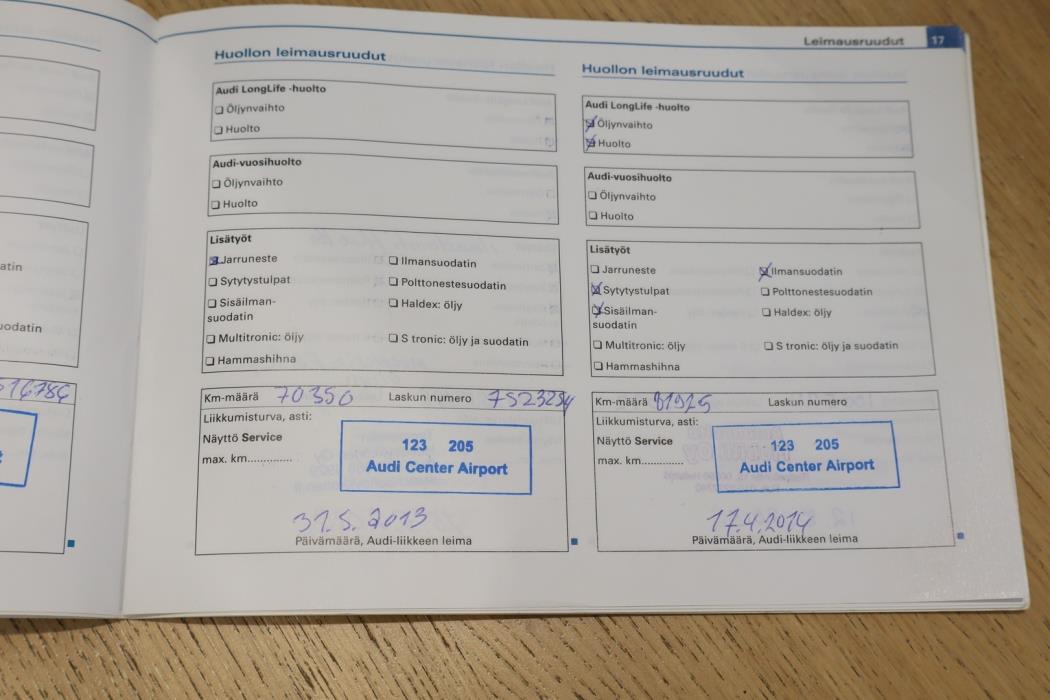 Leimausruudut 17
Huollon leimausruudut
Audi LongLife -huolto
Öljynvaihto
Huolto
Audi-vuosihuolto
Öljynvaihto
Huolto
Lisätyöt
Jarruneste
Ilmansuodatin
Sytytystulpat
Polttonestesuodatin
Sisäilman-
suodatin
Haldex: öljy
Multitronic: öljy
S tronic: öljy ja suodatin
Hammashihna
Km-määrä 70350 Laskun numero 7523234
Liikkumisturva, asti:
Näyttö Service
max. km.............
123 205
Audi Center Airport
31.5.2013
Päivämäärä, Audi-liikkeen leima
Huollon leimausruudut
Audi LongLife -huolto
Öljynvaihto
Huolto
Audi-vuosihuolto
Öljynvaihto
Huolto
Lisätyöt
Jarruneste
Ilmansuodatin
Sytytystulpat
Polttonestesuodatin
Sisäilman-
suodatin
Haldex: öljy
Multitronic: öljy
S tronic: öljy ja suodatin
Hammashihna
Km-määrä 81925 Laskun numero
Liikkumisturva, asti:
Näyttö Service
max. km.............
123 205
Audi Center Airport
17.4.2014
Päivämäärä, Audi-liikkeen leima